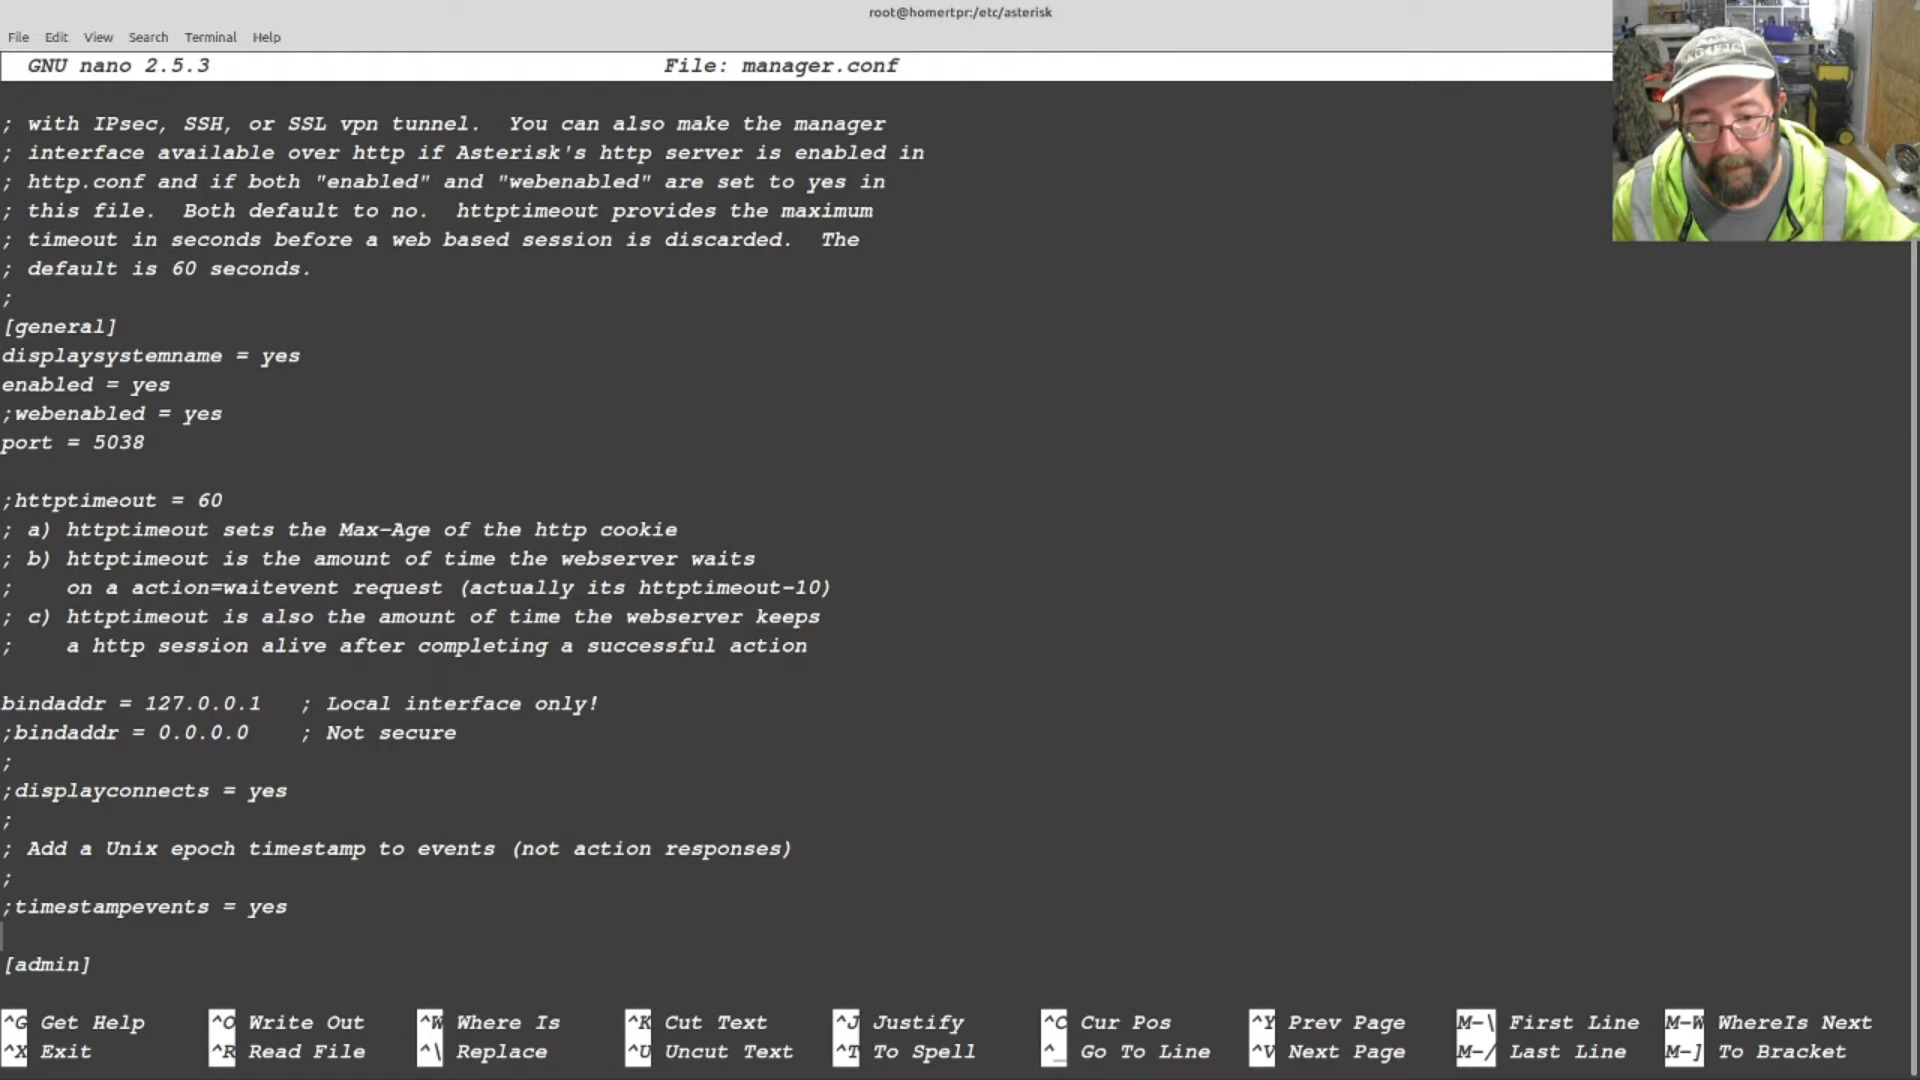 root@homertpr:/etc/asterisk
File Edit View Search Terminal Help
GNU nano 2.5.3 File: manager.conf
; with IPsec, SSH, or SSL vpn tunnel.  You can also make the manager
; interface available over http if Asterisk's http server is enabled in
; http.conf and if both "enabled" and "webenabled" are set to yes in
; this file.  Both default to no.  httptimeout provides the maximum
; timeout in seconds before a web based session is discarded.  The
; default is 60 seconds.
;
[general]
displaysystemname = yes
enabled = yes
;webenabled = yes
port = 5038
;httptimeout = 60
; a) httptimeout sets the Max-Age of the http cookie
; b) httptimeout is the amount of time the webserver waits
;    on a action=waitevent request (actually its httptimeout-10)
; c) httptimeout is also the amount of time the webserver keeps
;    a http session alive after completing a successful action
bindaddr = 127.0.0.1   ; Local interface only!
;bindaddr = 0.0.0.0    ; Not secure
;
;displayconnects = yes
;
; Add a Unix epoch timestamp to events (not action responses)
;
;timestampevents = yes
[admin]
^G Get Help ^O Write Out ^W Where Is ^K Cut Text ^J Justify ^C Cur Pos ^Y Prev Page M-\ First Line M-W WhereIs Next
^X Exit ^R Read File ^\ Replace ^U Uncut Text ^T To Spell ^_ Go To Line ^V Next Page M-/ Last Line M-] To Bracket